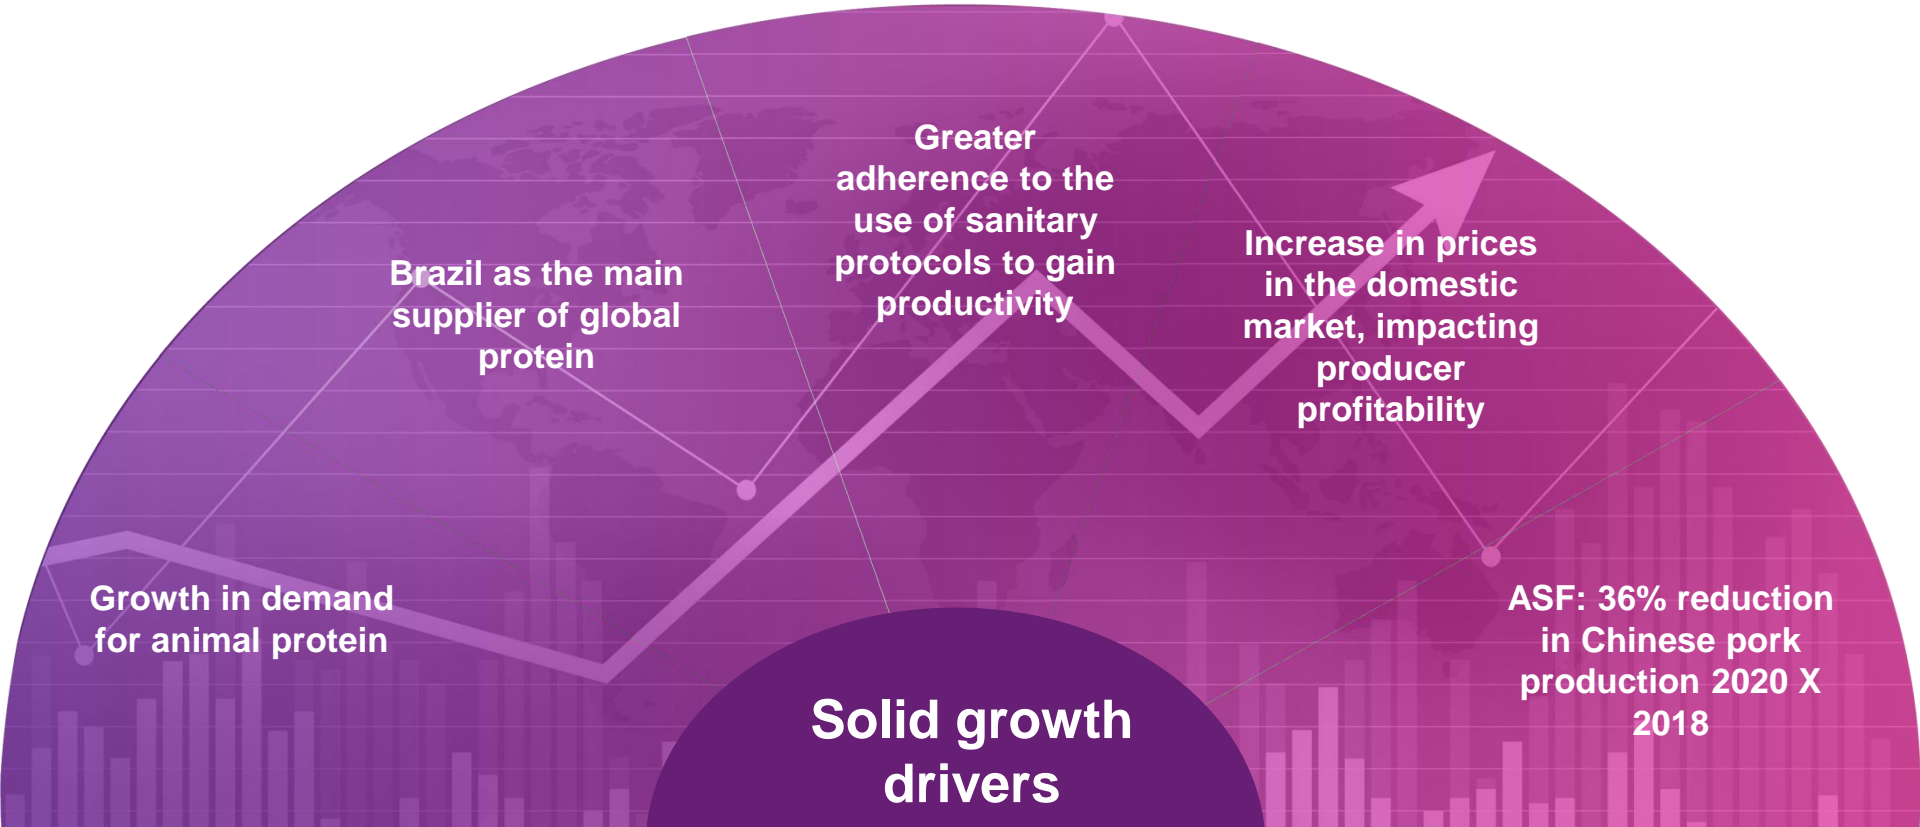 Growth in demand
for animal protein
Brazil as the main
supplier of global
protein
Greater
adherence to the
use of sanitary
protocols to gain
productivity
Increase in prices
in the domestic
market, impacting
producer
profitability
ASF: 36% reduction
in Chinese pork
production 2020 X
2018
Solid growth
drivers